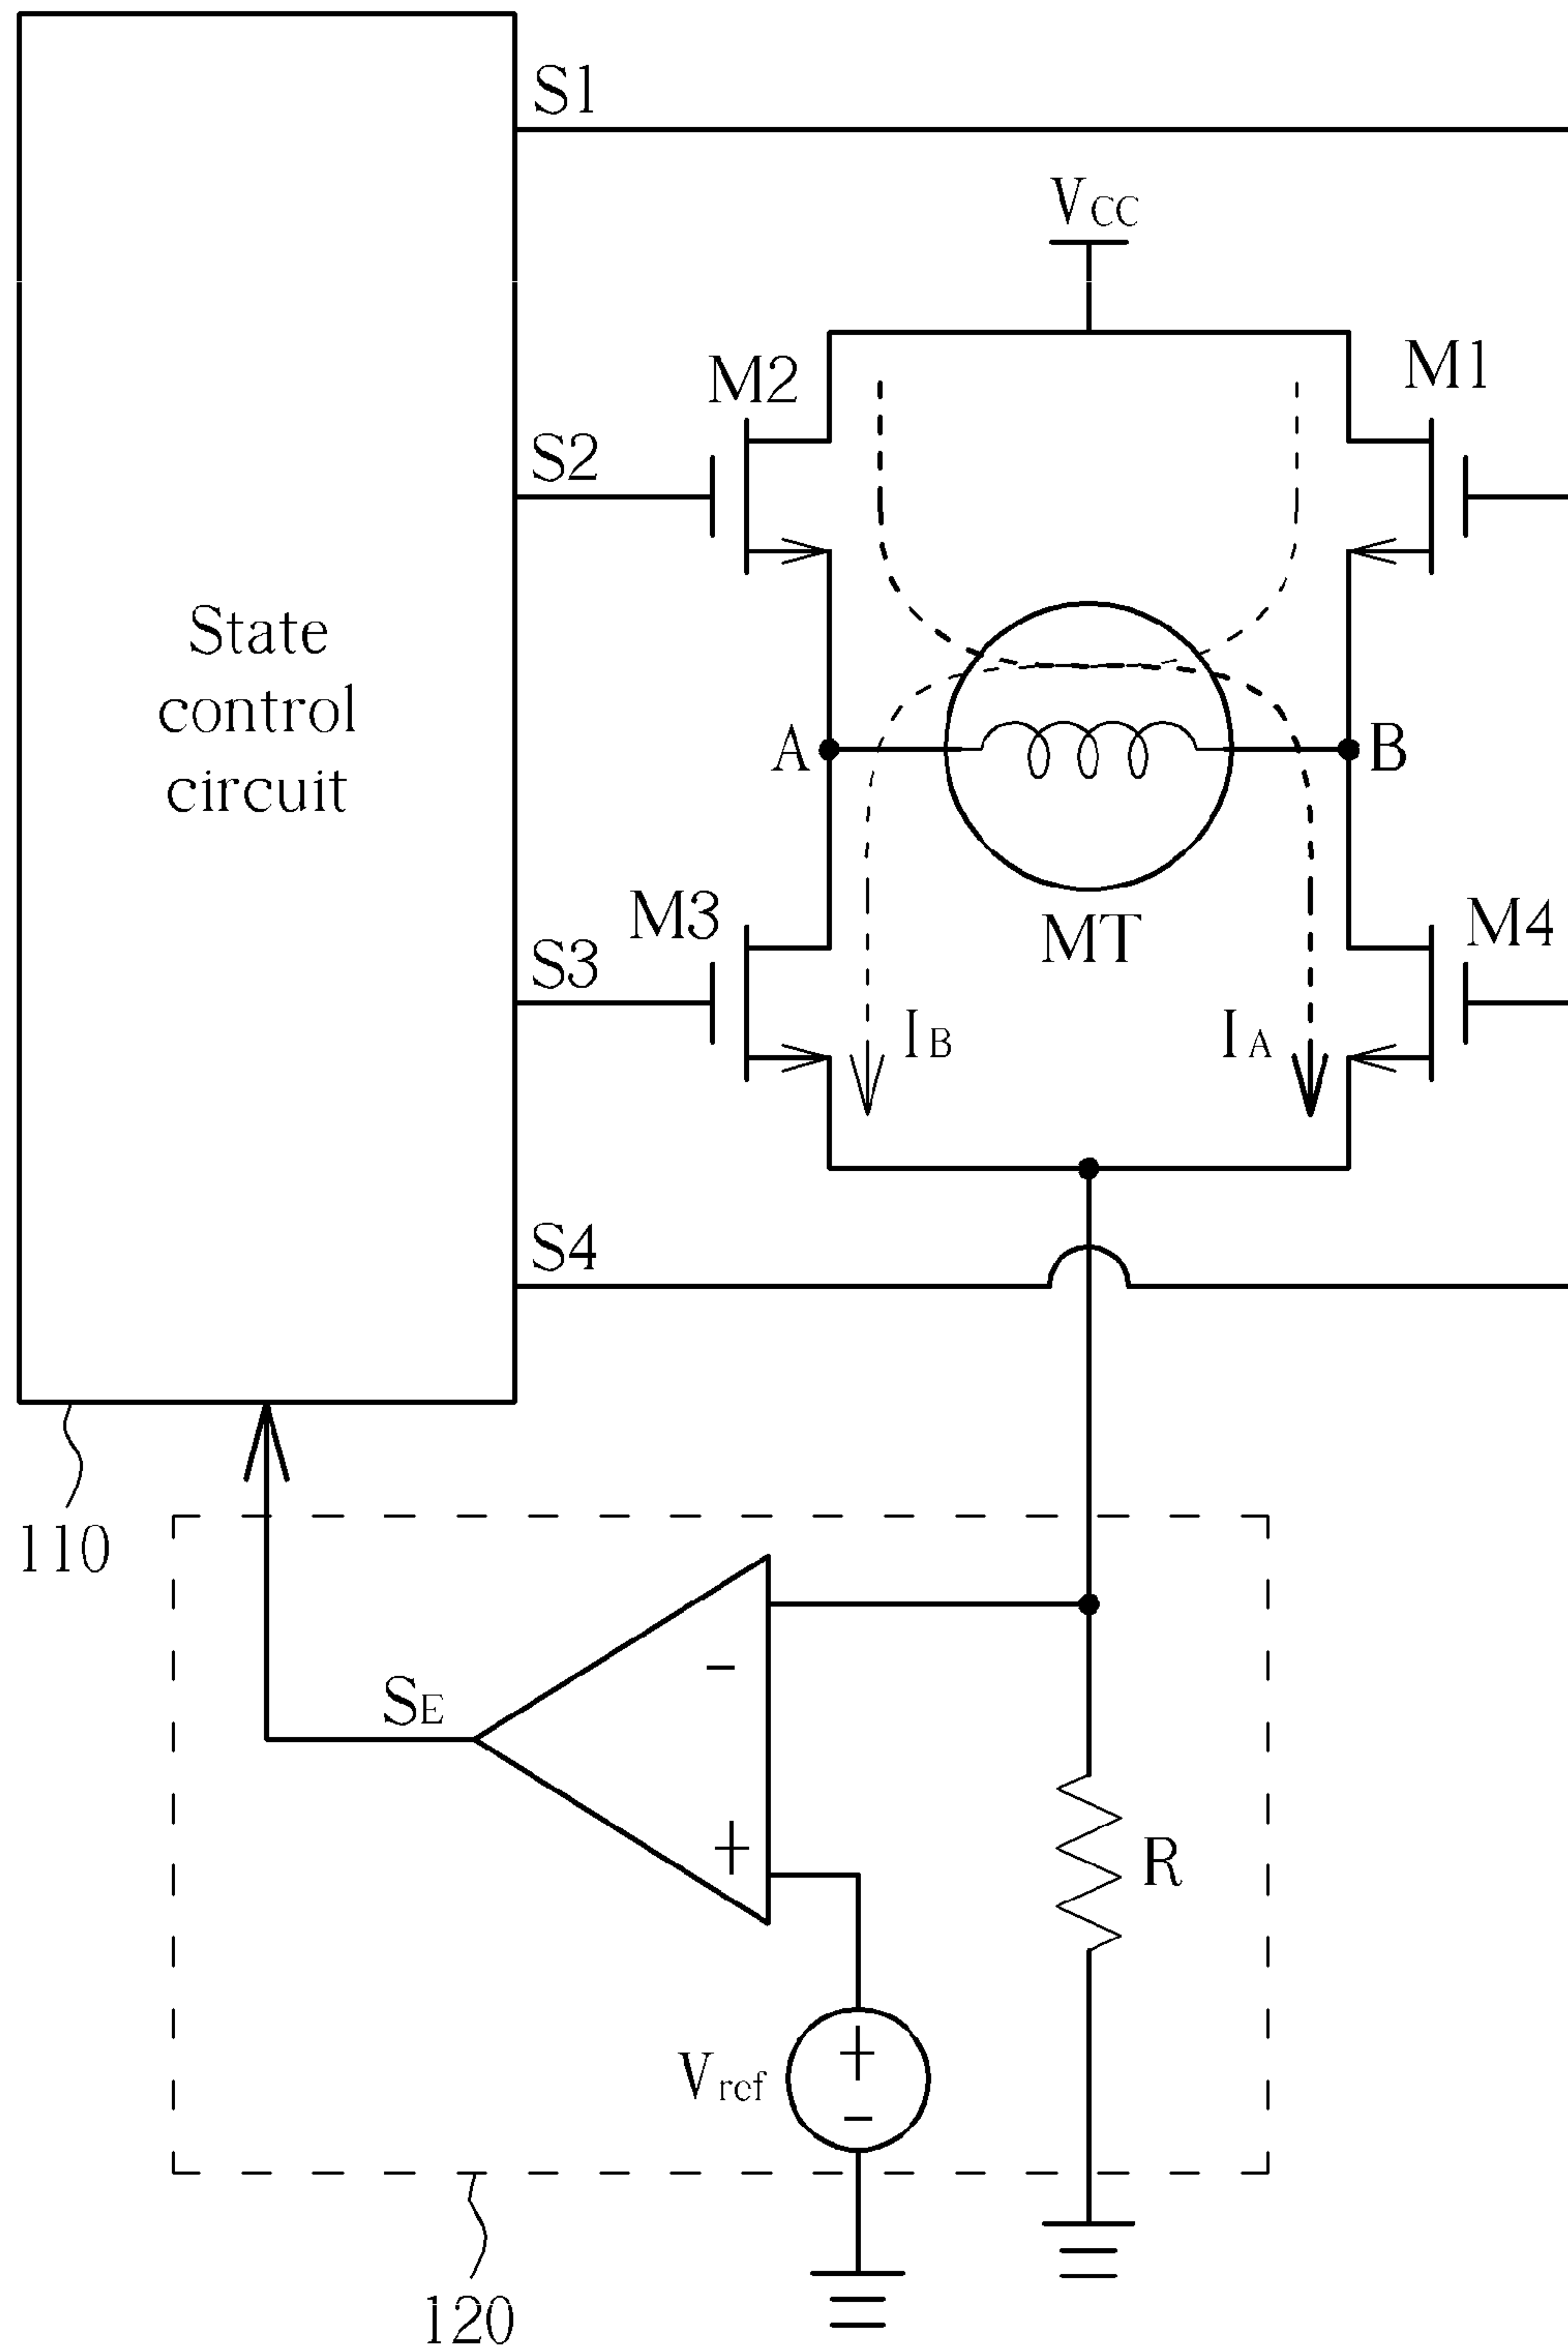 S1
VCC
M2
M1
S2
State
control
circuit
A
B
M3
MT
M4
S3
IB
IA
S4
110
-
SE
+
R
Vref
+
-
120